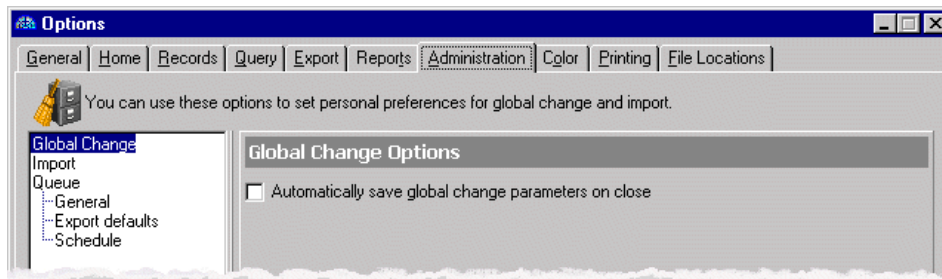 Options
General Home Records Query Export Reports Administration Color Printing File Locations
You can use these options to set personal preferences for global change and import.
Global Change
Import
Queue
General
Export defaults
Schedule
Global Change Options
Automatically save global change parameters on close